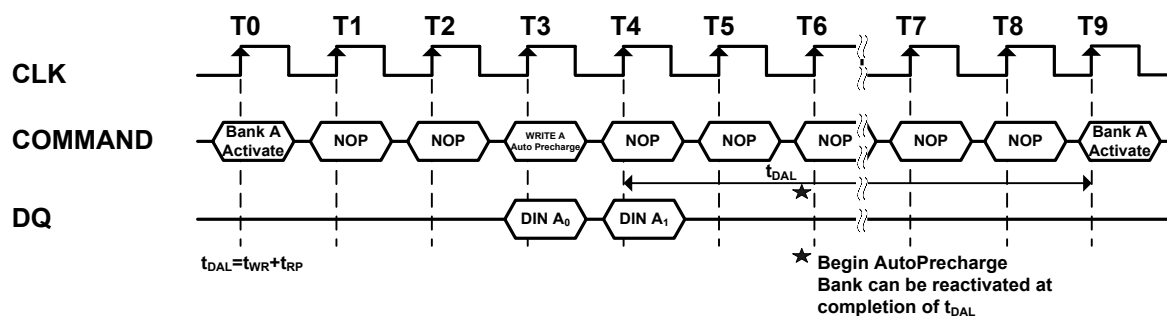 T0 T1 T2 T3 T4 T5 T6 T7 T8 T9
CLK
COMMAND
Bank A Activate NOP NOP WRITE A Auto Precharge NOP NOP NOP NOP NOP Bank A Activate
tDAL
DQ
DIN A0 DIN A1
tDAL=tWR+tRP
★ Begin AutoPrecharge
Bank can be reactivated at
completion of tDAL